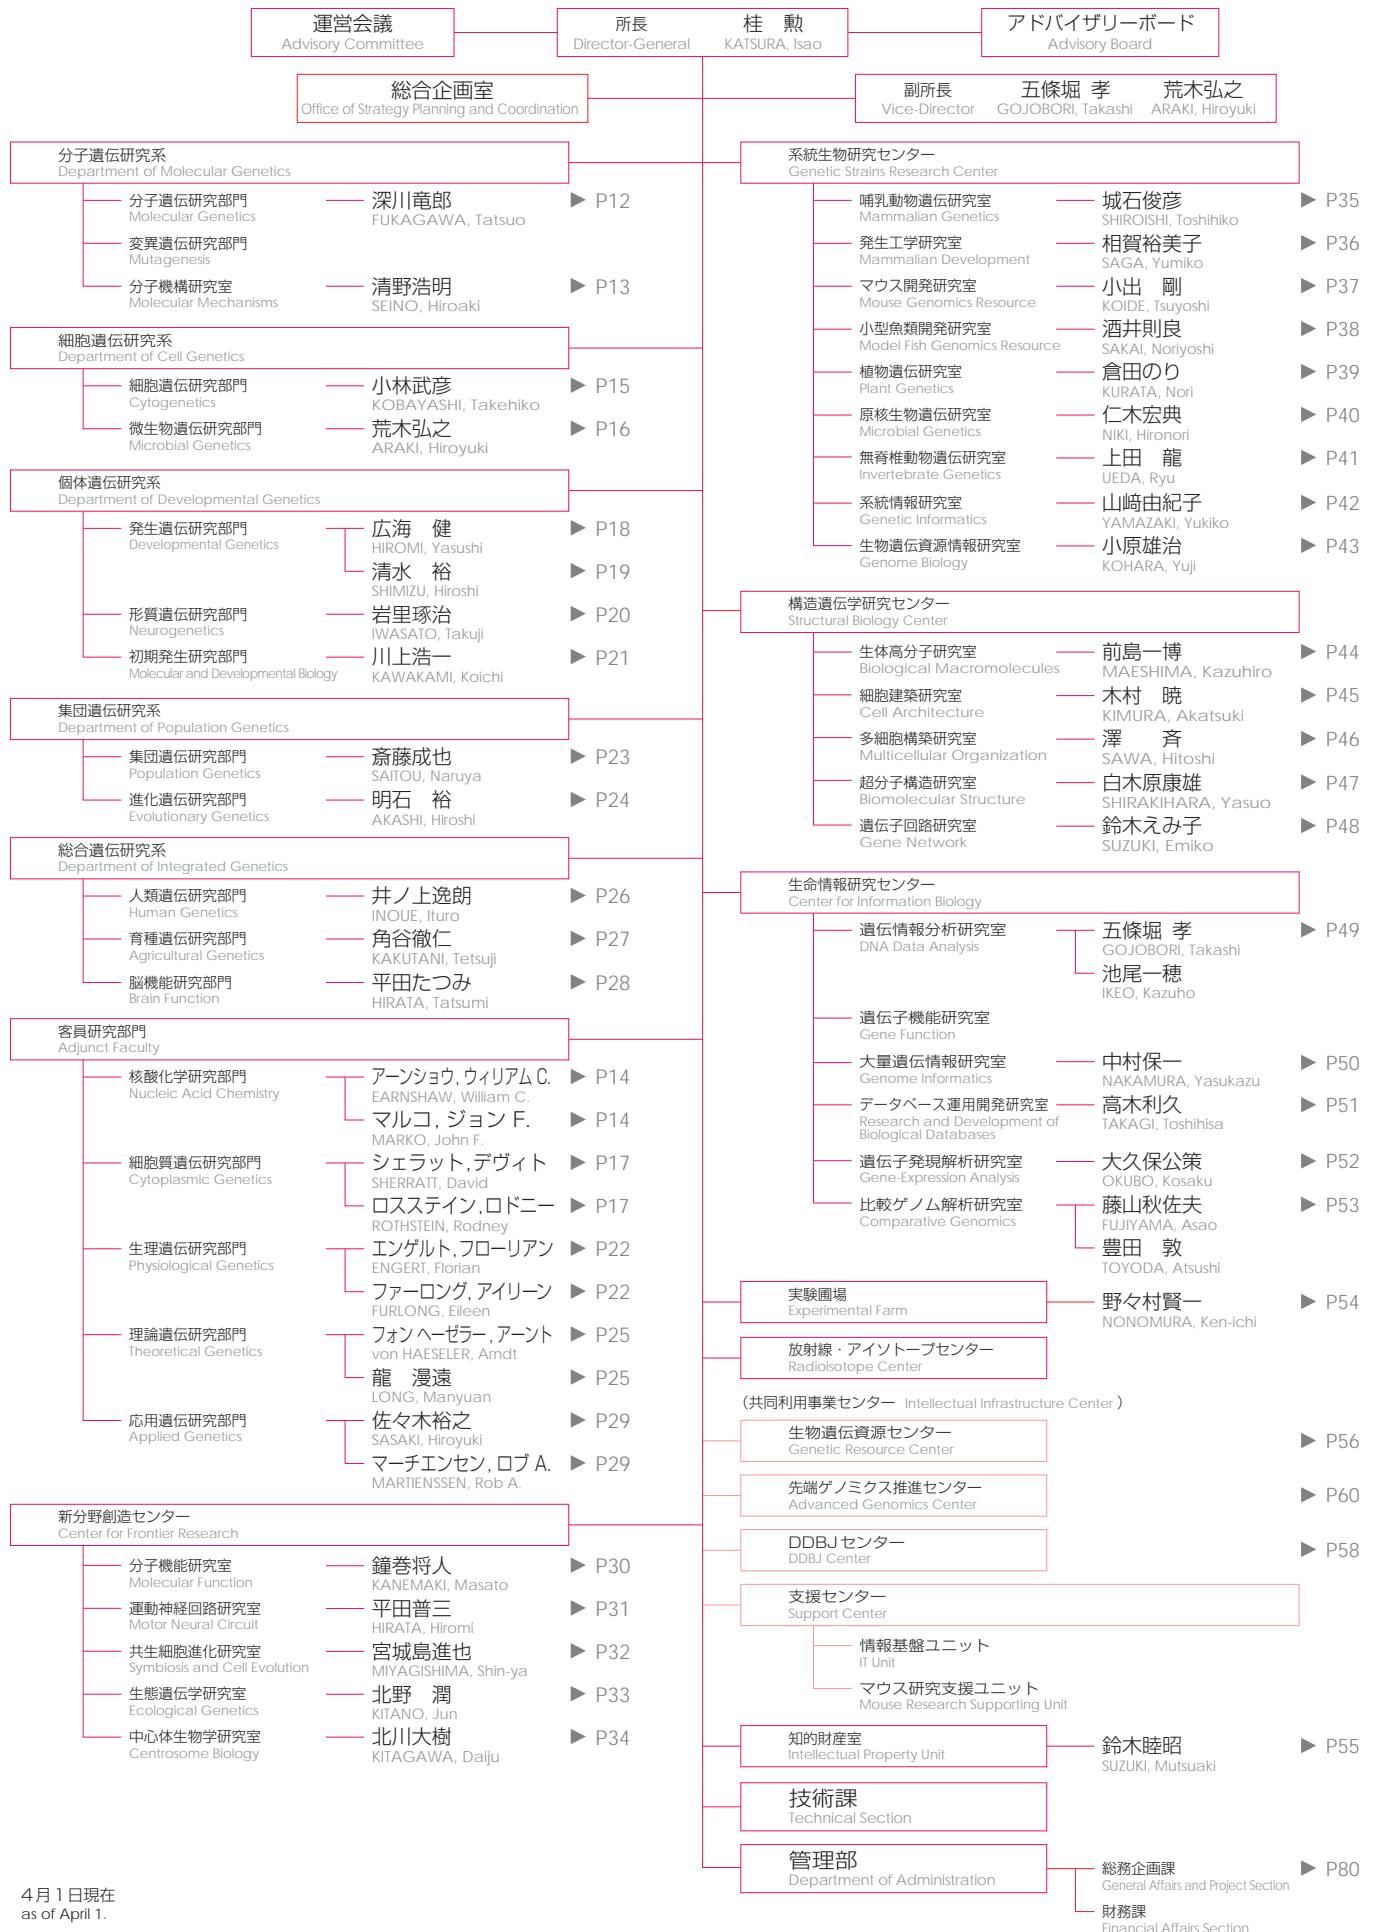 運営会議
Advisory Committee
所長 桂 勲
Director-General KATSURA, Isao
アドバイザリーボード
Advisory Board
総合企画室
Office of Strategy Planning and Coordination
副所長 五條堀 孝 荒木弘之
Vice-Director GOJOBORI, Takashi ARAKI, Hiroyuki
分子遺伝研究系
Department of Molecular Genetics
分子遺伝研究部門 深川竜郎 ▶ P12
Molecular Genetics FUKAGAWA, Tatsuo
変異遺伝研究部門
Mutagenesis
分子機構研究室 清野浩明 ▶ P13
Molecular Mechanisms SEINO, Hiroaki
細胞遺伝研究系
Department of Cell Genetics
細胞遺伝研究部門 小林武彦 ▶ P15
Cytogenetics KOBAYASHI, Takehiko
微生物遺伝研究部門 荒木弘之 ▶ P16
Microbial Genetics ARAKI, Hiroyuki
個体遺伝研究系
Department of Developmental Genetics
発生遺伝研究部門 広海 健 ▶ P18
Developmental Genetics HIROMI, Yasushi
清水 裕 ▶ P19
SHIMIZU, Hiroshi
形質遺伝研究部門 岩里琢治 ▶ P20
Neurogenetics IWASATO, Takuji
初期発生研究部門 川上浩一 ▶ P21
Molecular and Developmental Biology KAWAKAMI, Koichi
集団遺伝研究系
Department of Population Genetics
集団遺伝研究部門 斎藤成也 ▶ P23
Population Genetics SAITOU, Naruya
進化遺伝研究部門 明石 裕 ▶ P24
Evolutionary Genetics AKASHI, Hiroshi
総合遺伝研究系
Department of Integrated Genetics
人類遺伝研究部門 井ノ上逸朗 ▶ P26
Human Genetics INOUE, Ituro
育種遺伝研究部門 角谷徹仁 ▶ P27
Agricultural Genetics KAKUTANI, Tetsuji
脳機能研究部門 平田たつみ ▶ P28
Brain Function HIRATA, Tatsumi
客員研究部門
Adjunct Faculty
核酸化学研究部門 アーンショウ, ウィリアム C. ▶ P14
Nucleic Acid Chemistry EARNSHAW, William C.
マルコ, ジョン F. ▶ P14
MARKO, John F.
細胞質遺伝研究部門 シェラット,デヴィト ▶ P17
Cytoplasmic Genetics SHERRATT, David
ロスステイン,ロドニー ▶ P17
ROTHSTEIN, Rodney
生理遺伝研究部門 エンゲルト,フローリアン ▶ P22
Physiological Genetics ENGERT, Florian
ファーロング, アイリーン ▶ P22
FURLONG, Eileen
理論遺伝研究部門 フォン ヘーゼラー, アーント ▶ P25
Theoretical Genetics von HAESELER, Arndt
龍 漫遠 ▶ P25
LONG, Manyuan
応用遺伝研究部門 佐々木裕之 ▶ P29
Applied Genetics SASAKI, Hiroyuki
マーチエンセン, ロブ A. ▶ P29
MARTIENSSEN, Rob A.
新分野創造センター
Center for Frontier Research
分子機能研究室 鐘巻将人 ▶ P30
Molecular Function KANEMAKI, Masato
運動神経回路研究室 平田普三 ▶ P31
Motor Neural Circuit HIRATA, Hiromi
共生細胞進化研究室 宮城島進也 ▶ P32
Symbiosis and Cell Evolution MIYAGISHIMA, Shin-ya
生態遺伝学研究室 北野 潤 ▶ P33
Ecological Genetics KITANO, Jun
中心体生物学研究室 北川大樹 ▶ P34
Centrosome Biology KITAGAWA, Daiju
4月1日現在
as of April 1.
系統生物研究センター
Genetic Strains Research Center
哺乳動物遺伝研究室 城石俊彦 ▶ P35
Mammalian Genetics SHIROISHI, Toshihiko
発生工学研究室 相賀裕美子 ▶ P36
Mammalian Development SAGA, Yumiko
マウス開発研究室 小出 剛 ▶ P37
Mouse Genomics Resource KOIDE, Tsuyoshi
小型魚類開発研究室 酒井則良 ▶ P38
Model Fish Genomics Resource SAKAI, Noriyoshi
植物遺伝研究室 倉田のり ▶ P39
Plant Genetics KURATA, Nori
原核生物遺伝研究室 仁木宏典 ▶ P40
Microbial Genetics NIKI, Hironori
無脊椎動物遺伝研究室 上田 龍 ▶ P41
Invertebrate Genetics UEDA, Ryu
系統情報研究室 山﨑由紀子 ▶ P42
Genetic Informatics YAMAZAKI, Yukiko
生物遺伝資源情報研究室 小原雄治 ▶ P43
Genome Biology KOHARA, Yuji
構造遺伝学研究センター
Structural Biology Center
生体高分子研究室 前島一博 ▶ P44
Biological Macromolecules MAESHIMA, Kazuhiro
細胞建築研究室 木村 暁 ▶ P45
Cell Architecture KIMURA, Akatsuki
多細胞構築研究室 澤 斉 ▶ P46
Multicellular Organization SAWA, Hitoshi
超分子構造研究室 白木原康雄 ▶ P47
Biomolecular Structure SHIRAKIHARA, Yasuo
遺伝子回路研究室 鈴木えみ子 ▶ P48
Gene Network SUZUKI, Emiko
生命情報研究センター
Center for Information Biology
遺伝情報分析研究室 五條堀 孝 ▶ P49
DNA Data Analysis GOJOBORI, Takashi
池尾一穂
IKEO, Kazuho
遺伝子機能研究室
Gene Function
大量遺伝情報研究室 中村保一 ▶ P50
Genome Informatics NAKAMURA, Yasukazu
データベース運用開発研究室 高木利久 ▶ P51
Research and Development of TAKAGI, Toshihisa
Biological Databases
遺伝子発現解析研究室 大久保公策 ▶ P52
Gene-Expression Analysis OKUBO, Kosaku
比較ゲノム解析研究室 藤山秋佐夫 ▶ P53
Comparative Genomics FUJIYAMA, Asao
豊田 敦
TOYODA, Atsushi
実験圃場 野々村賢一 ▶ P54
Experimental Farm NONOMURA, Ken-ichi
放射線・アイソトープセンター
Radioisotope Center
(共同利用事業センター Intellectual Infrastructure Center)
生物遺伝資源センター ▶ P56
Genetic Resource Center
先端ゲノミクス推進センター ▶ P60
Advanced Genomics Center
DDBJセンター ▶ P58
DDBJ Center
支援センター
Support Center
情報基盤ユニット
IT Unit
マウス研究支援ユニット
Mouse Research Supporting Unit
知的財産室 鈴木睦昭 ▶ P55
Intellectual Property Unit SUZUKI, Mutsuaki
技術課
Technical Section
管理部 総務企画課 ▶ P80
Department of Administration General Affairs and Project Section
財務課
Financial Affairs Section